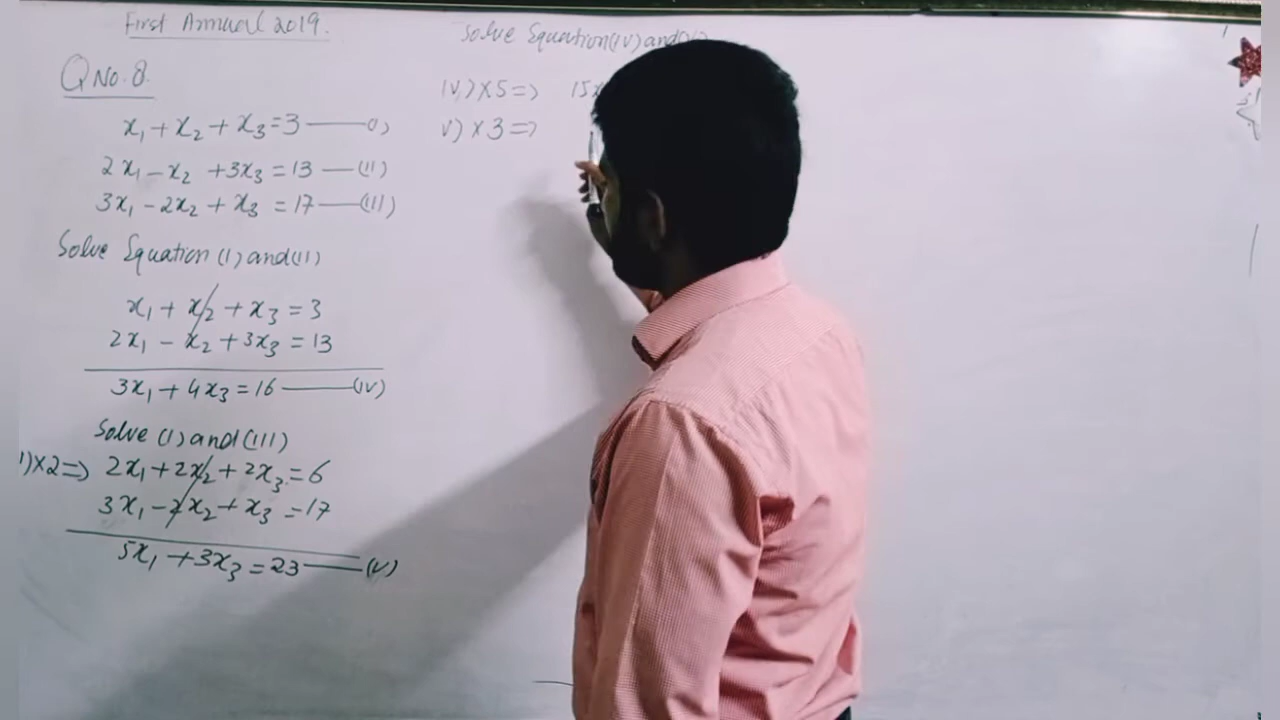 First Annual 2019.
Q No. 8.
x₁ + x₂ + x₃ = 3 —— (I)
2x₁ - x₂ + 3x₃ = 13 — (II)
3x₁ - 2x₂ + x₃ = 17 —— (III)
Solve Equation (I) and (II)
x₁ + x₂ + x₃ = 3
2x₁ - x₂ + 3x₃ = 13
3x₁ + 4x₃ = 16 —— (IV)
Solve (I) and (III)
I) × 2 => 2x₁ + 2x₂ + 2x₃ = 6
3x₁ - 2x₂ + x₃ = 17
5x₁ + 3x₃ = 23 —— (V)
Solve Equation (IV) and
IV) × 5 => 15x
V) × 3 =>